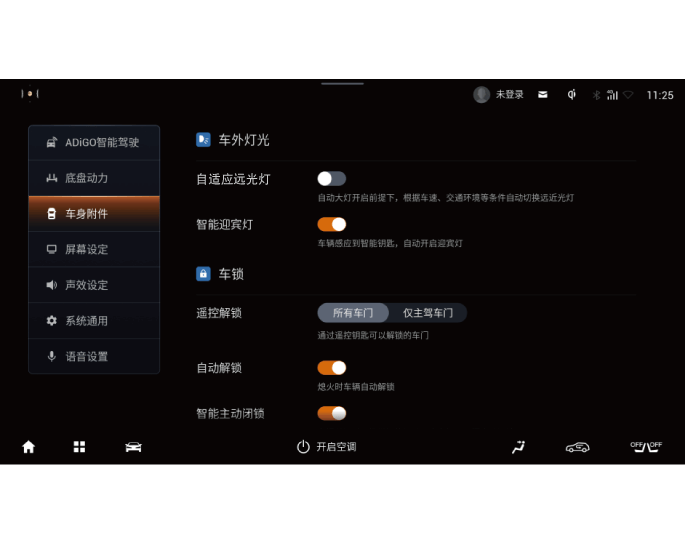 未登录
11:25
ADiGO智能驾驶
底盘动力
车身附件
屏幕设定
声效设定
系统通用
语音设置
车外灯光
自适应远光灯
自动大灯开启前提下，根据车速、交通环境等条件自动切换远近光灯
智能迎宾灯
车辆感应到智能钥匙，自动开启迎宾灯
车锁
遥控解锁
所有车门 仅主驾车门
通过遥控钥匙可以解锁的车门
自动解锁
熄火时车辆自动解锁
智能主动闭锁
开启空调
OFF OFF